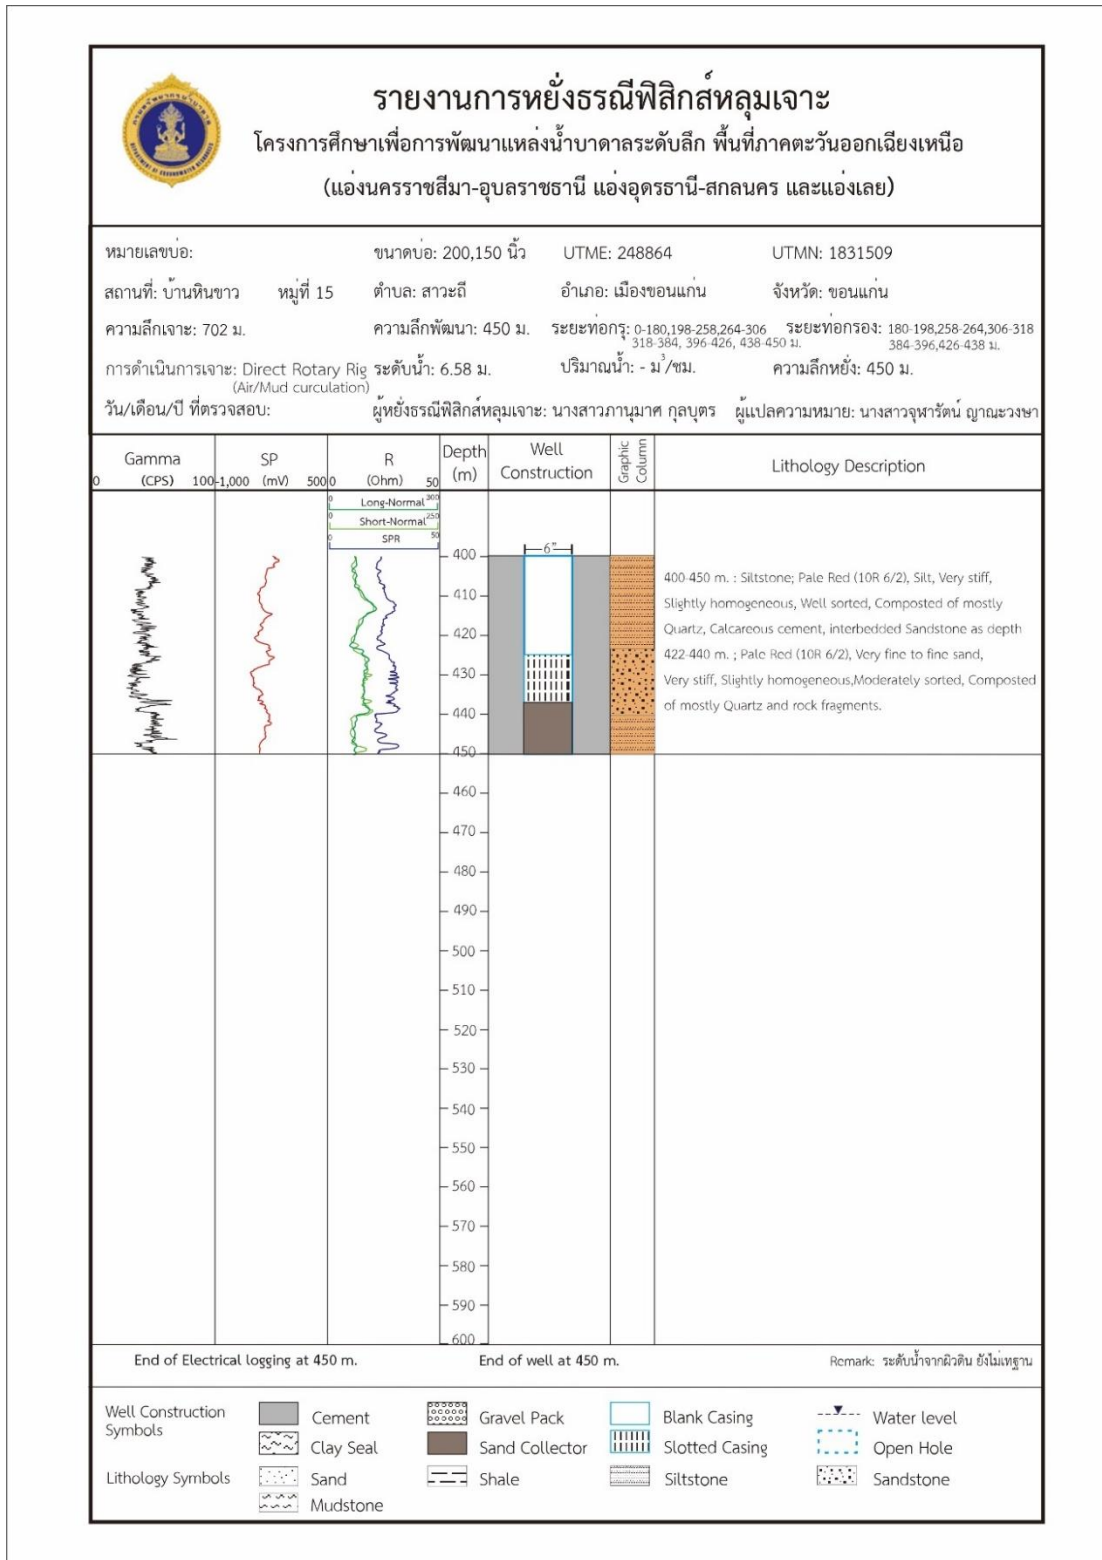 รายงานการหยั่งธรณีฟิสิกส์หลุมเจาะ
โครงการศึกษาเพื่อการพัฒนาแหล่งน้ำบาดาลระดับลึก พื้นที่ภาคตะวันออกเฉียงเหนือ
(แอ่งนครราชสีมา-อุบลราชธานี แอ่งอุดรธานี-สกลนคร และแอ่งเลย)
หมายเลขบ่อ: ขนาดบ่อ: 200,150 นิ้ว UTME: 248864 UTMN: 1831509
สถานที่: บ้านหินขาว หมู่ที่ 15 ตำบล: สาวะถี อำเภอ: เมืองขอนแก่น จังหวัด: ขอนแก่น
ความลึกเจาะ: 702 ม. ความลึกพัฒนา: 450 ม. ระยะท่อกรุ: 0-180,198-258,264-306 ระยะท่อกรอง: 180-198,258-264,306-318
318-384, 396-426, 438-450 ม. 384-396,426-438 ม.
การดำเนินการเจาะ: Direct Rotary Rig ระดับน้ำ: 6.58 ม. ปริมาณน้ำ: - ม³/ชม. ความลึกหยั่ง: 450 ม.
(Air/Mud curculation)
วัน/เดือน/ปี ที่ตรวจสอบ: ผู้หยั่งธรณีฟิสิกส์หลุมเจาะ: นางสาวภานุมาศ กุลบุตร ผู้แปลความหมาย: นางสาวจุฬารัตน์ ญาณะวงษา
Gamma SP R Depth Well Graphic Column Lithology Description
0 (CPS) 100 -1,000 (mV) 500 0 (Ohm) 50 (m) Construction
0 Long-Normal 300
0 Short-Normal 250
0 SPR 50
6"
400
400-450 m. : Siltstone; Pale Red (10R 6/2), Silt, Very stiff,
410 Slightly homogeneous, Well sorted, Composted of mostly
420 Quartz, Calcareous cement, interbedded Sandstone as depth
422-440 m. ; Pale Red (10R 6/2), Very fine to fine sand,
430 Very stiff, Slightly homogeneous,Moderately sorted, Composted
of mostly Quartz and rock fragments.
440
450
460
470
480
490
500
510
520
530
540
550
560
570
580
590
600
End of Electrical logging at 450 m. End of well at 450 m. Remark: ระดับน้ำจากผิวดิน ยังไม่เทฐาน
Well Construction Symbols Cement Gravel Pack Blank Casing Water level
Clay Seal Sand Collector Slotted Casing Open Hole
Lithology Symbols Sand Shale Siltstone Sandstone
Mudstone